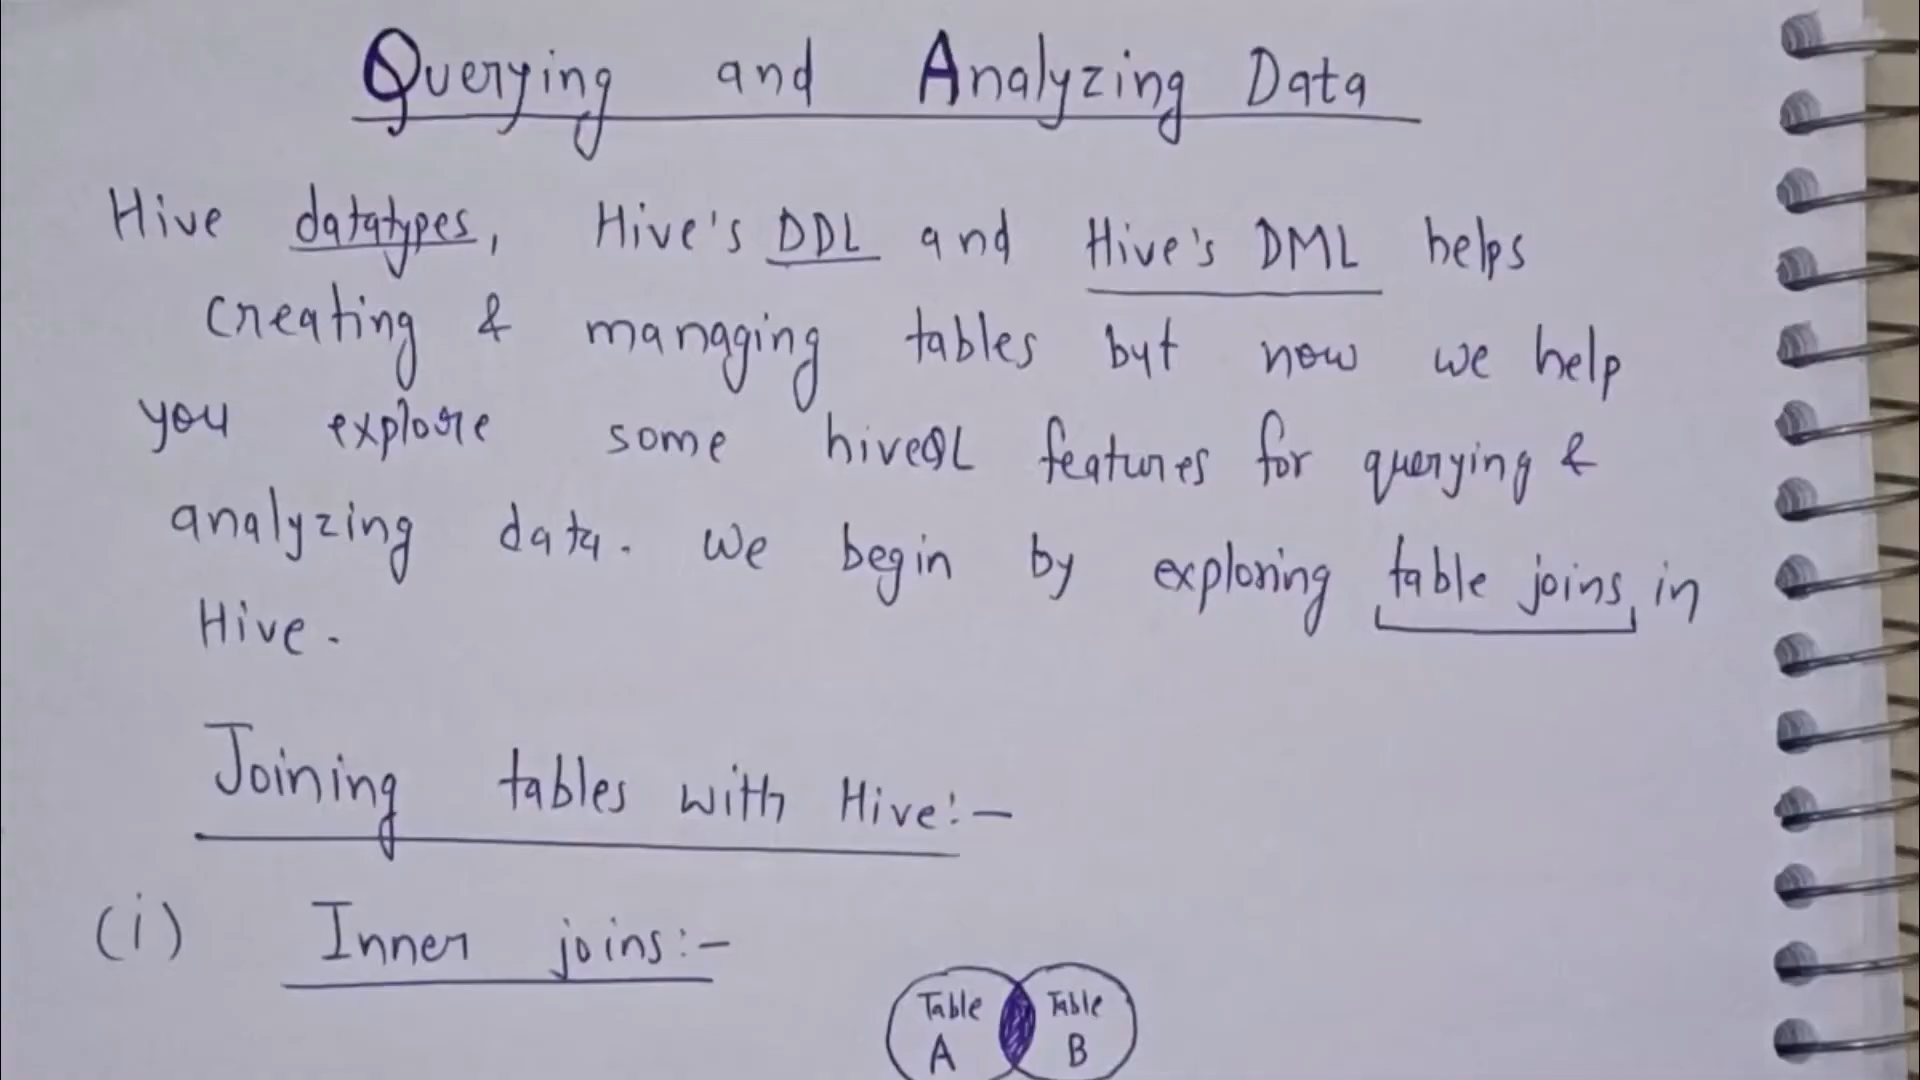 Querying and Analyzing Data
Hive datatypes, Hive's DDL and Hive's DML helps
creating & managing tables but now we help
you explore some hiveQL features for querying &
analyzing data. We begin by exploring table joins in
Hive.
Joining tables with Hive:-
(i) Inner joins:-
Table A
Table B